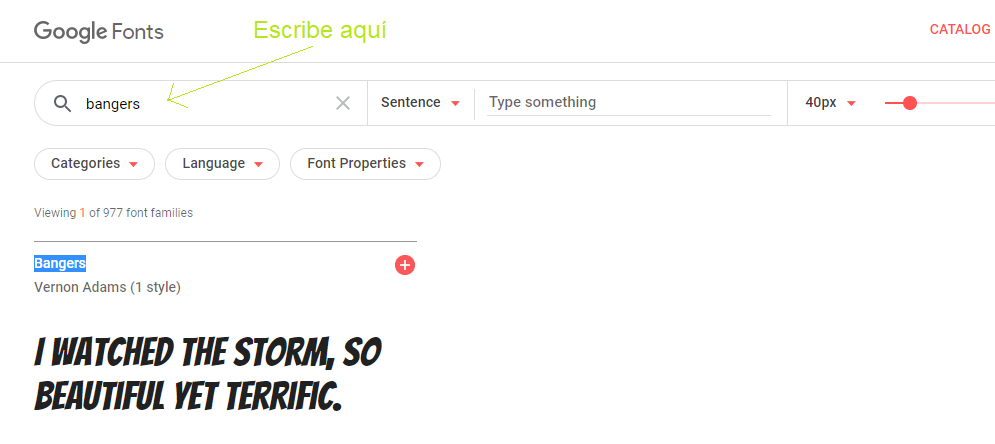 Google Fonts
Escribe aquí
CATALOG
bangers
Sentence
Type something
40px
Categories
Language
Font Properties
Viewing 1 of 977 font families
Bangers
Vernon Adams (1 style)
I WATCHED THE STORM, SO
BEAUTIFUL YET TERRIFIC.